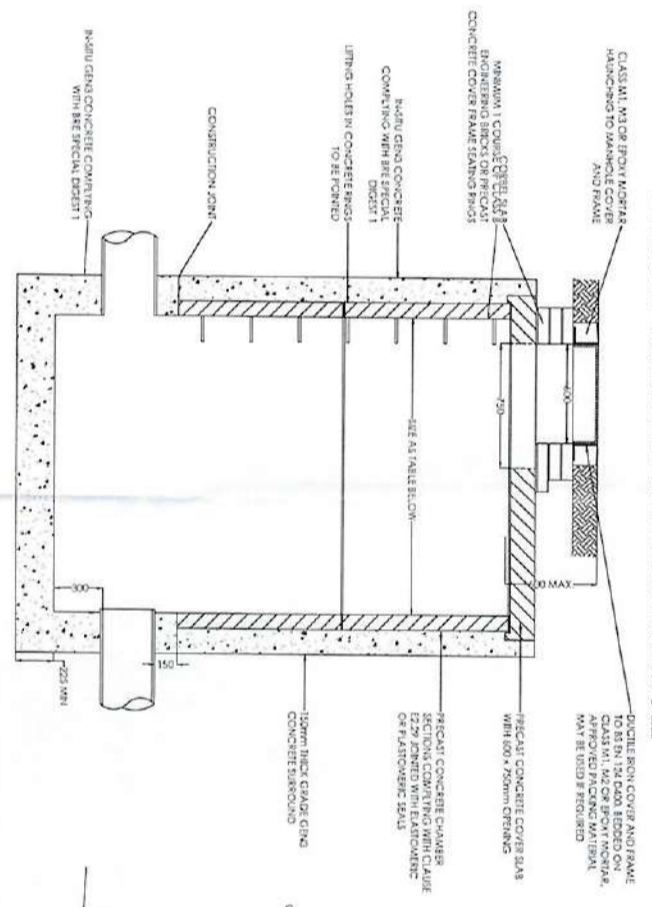 CLASS M1, M3 OR EPOXY MORTAR
HAUNCHING TO MANHOLE COVER
AND FRAME
CORBEL SLAB
MINIMUM 1 COURSE OF CLASS B
ENGINEERING BRICKS OR PRECAST
CONCRETE COVER FRAME SEATING RINGS
IN-SITU GEN3 CONCRETE
COMPLYING WITH BRE SPECIAL
DIGEST 1
LIFTING HOLES IN CONCRETE RINGS
TO BE POINTED
CONSTRUCTION JOINT
IN-SITU GEN3 CONCRETE COMPLYING
WITH BRE SPECIAL DIGEST 1
600
750
SIZE AS TABLE BELOW
600 MAX
300
150
225 MIN
DUCTILE IRON COVER AND FRAME
TO BS EN 124 D400. BEDDED ON
CLASS M1, M2 OR EPOXY MORTAR,
APPROVED PACKING MATERIAL
MAY BE USED IF REQUIRED
PRECAST CONCRETE COVER SLAB
WITH 600 x 750mm OPENING
PRECAST CONCRETE CHAMBER
SECTIONS COMPLYING WITH CLAUSE
E2.29 JOINTED WITH ELASTOMERIC
OR PLASTOMERIC SEALS
150mm THICK GRADE GEN3
CONCRETE SURROUND